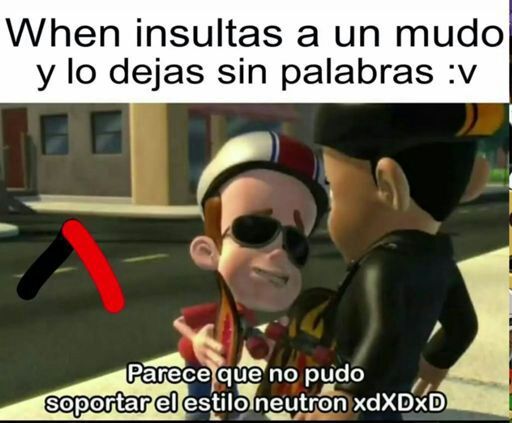 When insultas a un mudo
y lo dejas sin palabras :v
Parece que no pudo
soportar el estilo neutron xdXDxD